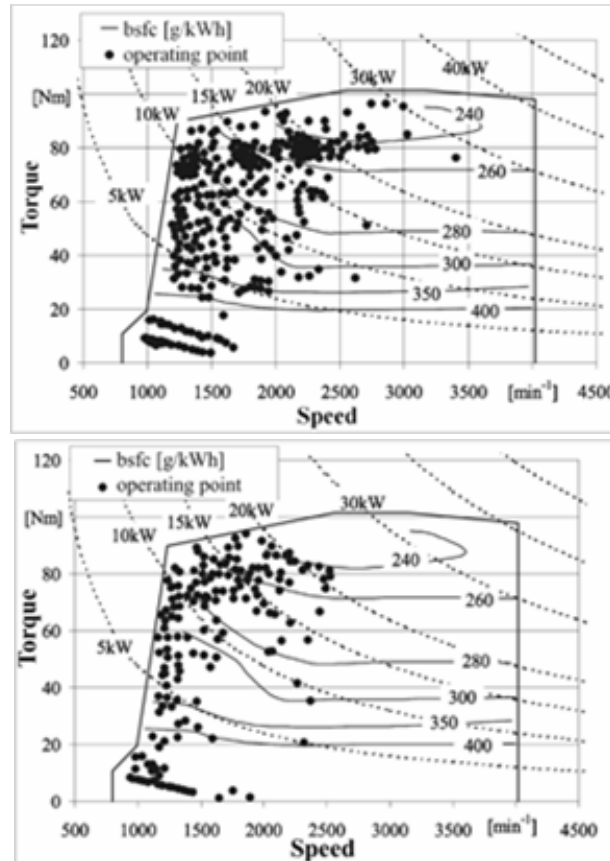 bsfc [g/kWh]
operating point
120
100
80
60
40
20
0
[Nm]
Torque
5kW
10kW
15kW
20kW
30kW
40kW
240
260
280
300
350
400
500 1000 1500 2000 2500 3000 3500 [min⁻¹] 4500
Speed
bsfc [g/kWh]
operating point
120
[Nm]
80
60
40
20
0
Torque
5kW
10kW
15kW
20kW
30kW
240
260
280
300
350
400
500 1000 1500 2000 2500 3000 3500 [min⁻¹] 4500
Speed